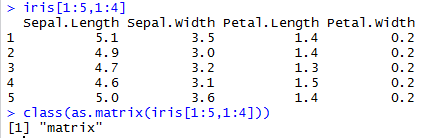 > iris[1:5,1:4]
  Sepal.Length Sepal.Width Petal.Length Petal.Width
1          5.1         3.5          1.4         0.2
2          4.9         3.0          1.4         0.2
3          4.7         3.2          1.3         0.2
4          4.6         3.1          1.5         0.2
5          5.0         3.6          1.4         0.2
> class(as.matrix(iris[1:5,1:4]))
[1] "matrix"